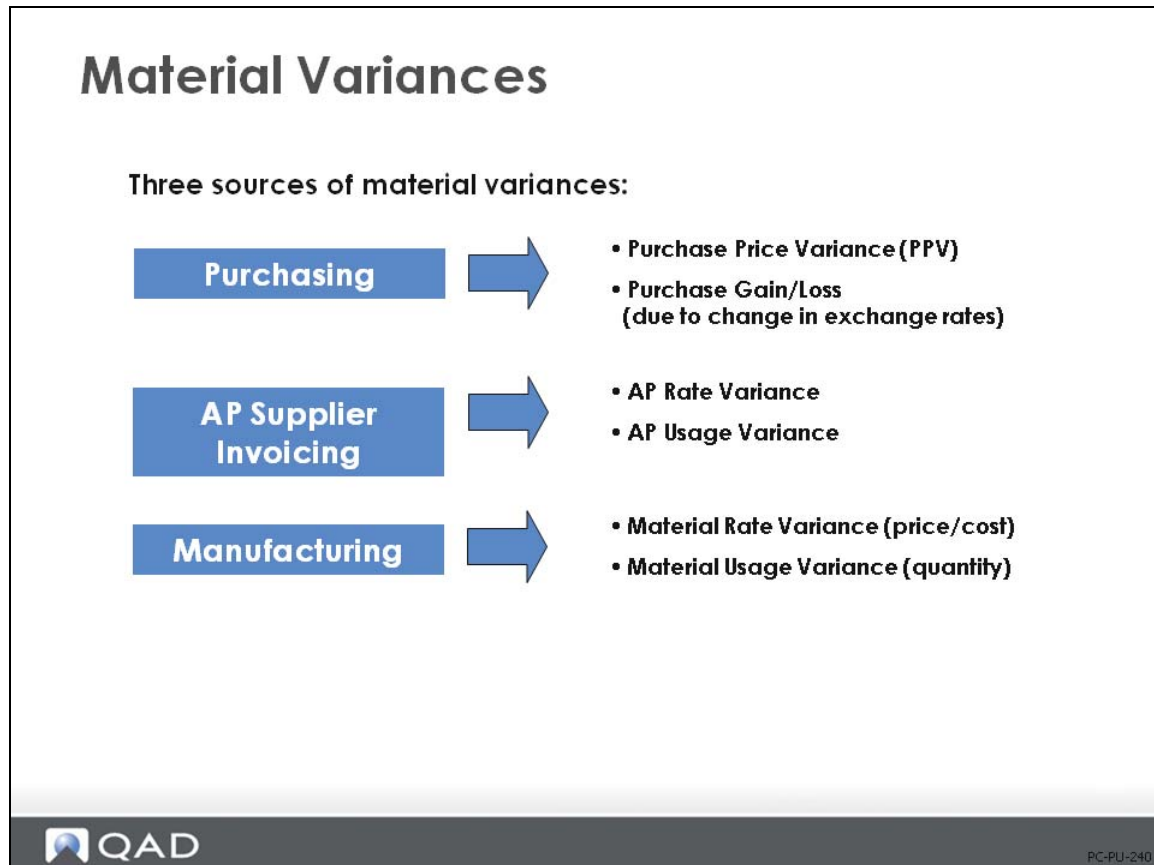 Material Variances
Three sources of material variances:
Purchasing
• Purchase Price Variance (PPV)
• Purchase Gain/Loss
(due to change in exchange rates)
AP Supplier
Invoicing
• AP Rate Variance
• AP Usage Variance
Manufacturing
• Material Rate Variance (price/cost)
• Material Usage Variance (quantity)
QAD
PC-PU-240